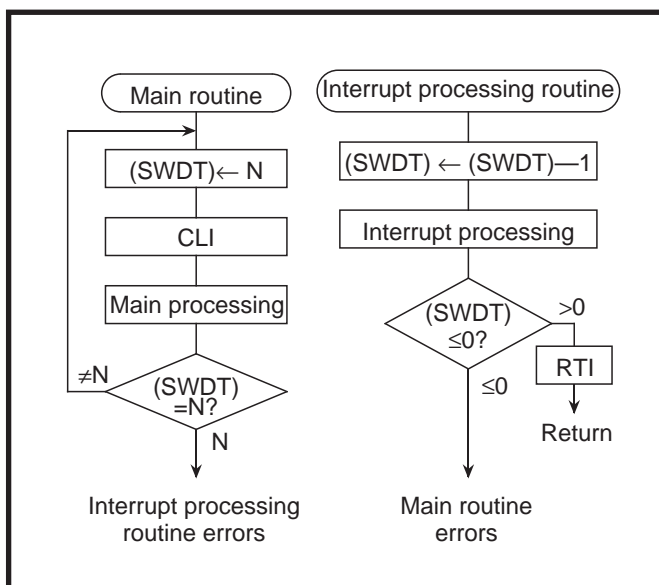 Main routine
(SWDT)← N
CLI
Main processing
≠N
(SWDT)
=N?
N
Interrupt processing
routine errors
Interrupt processing routine
(SWDT) ← (SWDT)—1
Interrupt processing
(SWDT)
≤0?
>0
RTI
Return
≤0
Main routine
errors